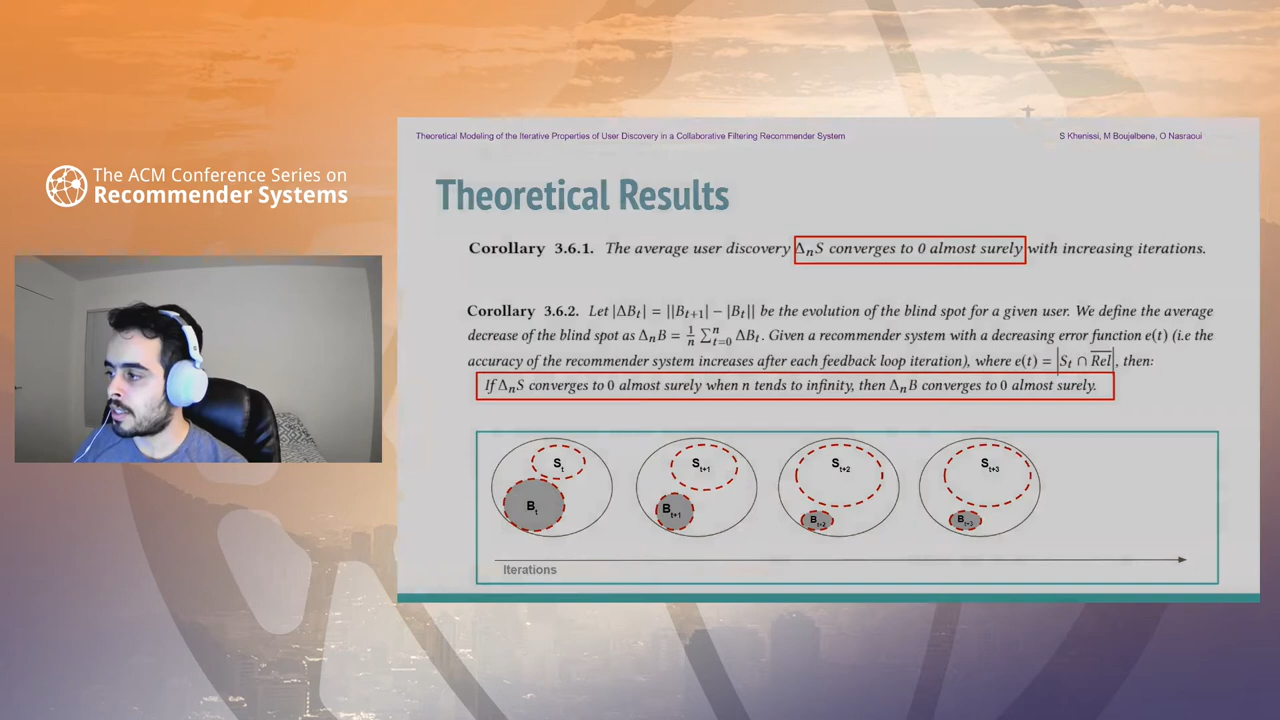 The ACM Conference Series on
Recommender Systems
Theoretical Modeling of the Iterative Properties of User Discovery in a Collaborative Filtering Recommender System
S Khenissi, M Boujelbene, O Nasraoui
Theoretical Results
Corollary 3.6.1. The average user discovery ΔₙS converges to 0 almost surely with increasing iterations.
Corollary 3.6.2. Let |ΔBₜ| = ||Bₜ₊₁| − |Bₜ|| be the evolution of the blind spot for a given user. We define the average
decrease of the blind spot as ΔₙB = 1/n ∑ⁿₜ₌₀ ΔBₜ. Given a recommender system with a decreasing error function e(t) (i.e the
accuracy of the recommender system increases after each feedback loop iteration), where e(t) = |Sₜ ∩ R̅e̅l̅|, then:
If ΔₙS converges to 0 almost surely when n tends to infinity, then ΔₙB converges to 0 almost surely.
Sₜ
Bₜ
Sₜ₊₁
Bₜ₊₁
Sₜ₊₂
Bₜ₊₂
Sₜ₊₃
Bₜ₊₃
Iterations